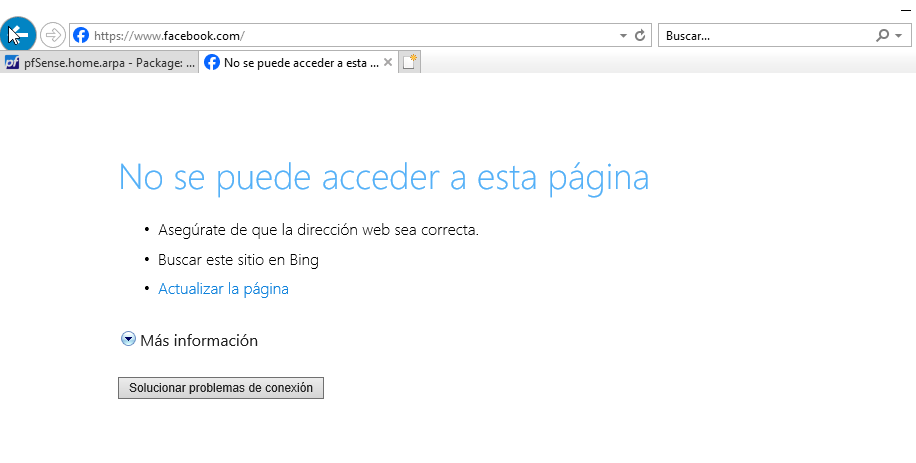 https://www.facebook.com/
Buscar...
pfSense.home.arpa - Package: ...
No se puede acceder a esta ...
No se puede acceder a esta página
• Asegúrate de que la dirección web sea correcta.
• Buscar este sitio en Bing
• Actualizar la página
Más información
Solucionar problemas de conexión